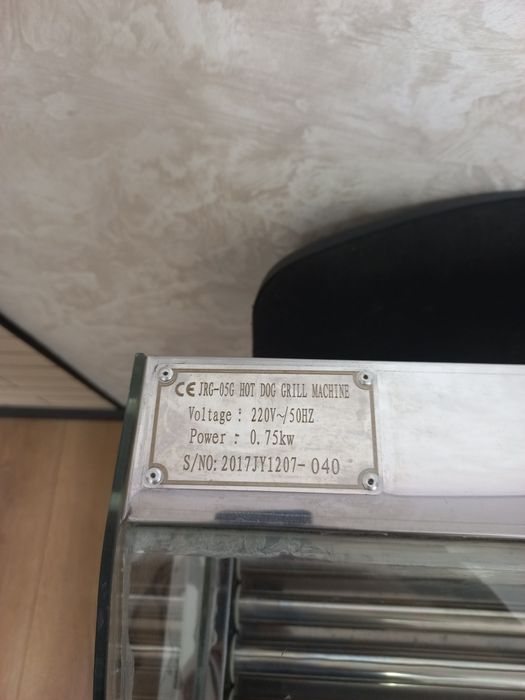 CE JRG-05G HOT DOG GRILL MACHINE
Voltage: 220V~/50HZ
Power: 0.75kw
S/NO: 2017JY1207-040